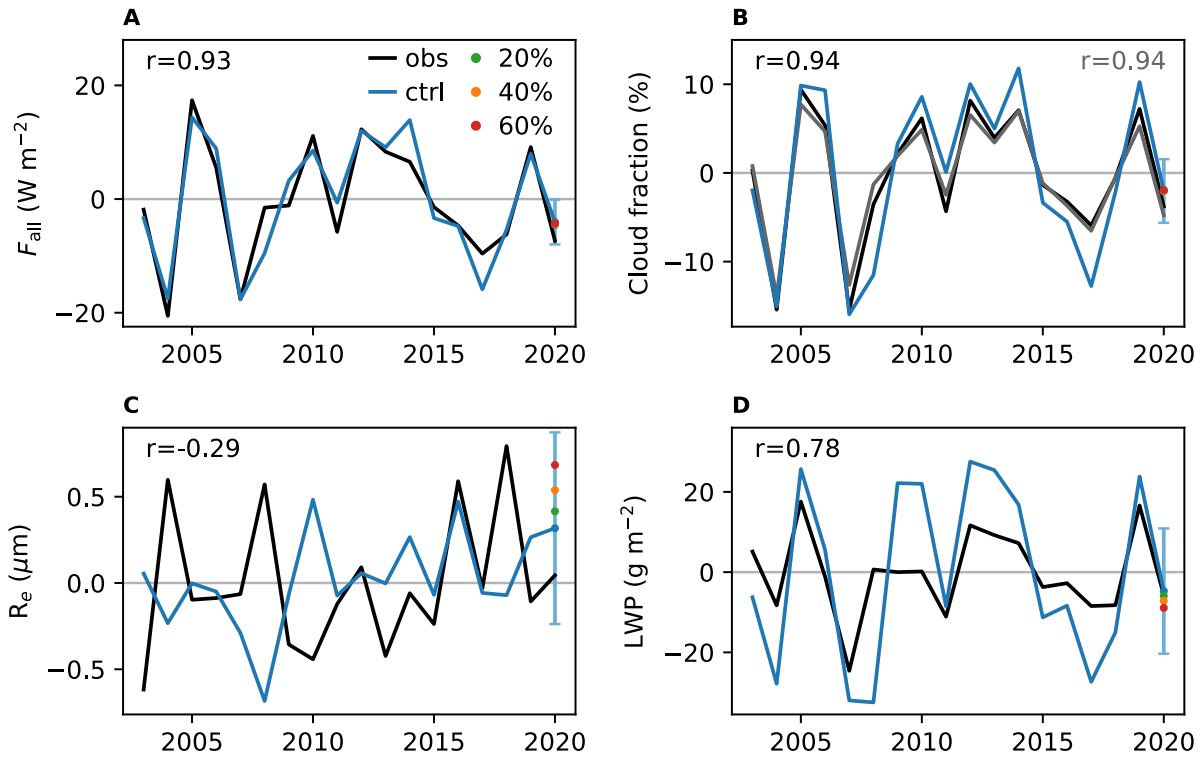 A
r=0.93
obs
ctrl
20%
40%
60%
F_all (W m⁻²)
20
0
−20
2005
2010
2015
2020
B
r=0.94
r=0.94
Cloud fraction (%)
10
0
−10
2005
2010
2015
2020
C
r=-0.29
R_e (μm)
0.5
0.0
−0.5
2005
2010
2015
2020
D
r=0.78
LWP (g m⁻²)
20
0
−20
2005
2010
2015
2020